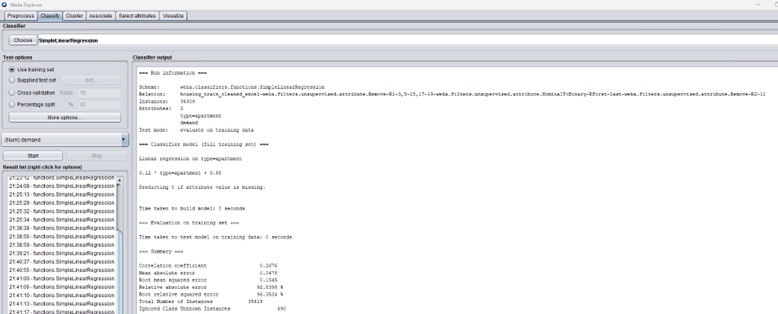 Weka Explorer
Preprocess Classify Cluster Associate Select attributes Visualize
Classifier
Choose SimpleLinearRegression
Test options
Use training set
Supplied test set Set...
Cross-validation Folds 10
Percentage split %
More options...
(Num) demand
Start Stop
Result list (right-click for options)
21:24:08 - functions.SimpleLinearRegression
21:25:13 - functions.SimpleLinearRegression
21:25:29 - functions.SimpleLinearRegression
21:25:32 - functions.SimpleLinearRegression
21:25:34 - functions.SimpleLinearRegression
21:38:38 - functions.SimpleLinearRegression
21:38:56 - functions.SimpleLinearRegression
21:38:59 - functions.SimpleLinearRegression
21:39:21 - functions.SimpleLinearRegression
21:40:37 - functions.SimpleLinearRegression
21:40:55 - functions.SimpleLinearRegression
21:41:00 - functions.SimpleLinearRegression
21:41:08 - functions.SimpleLinearRegression
21:41:10 - functions.SimpleLinearRegression
21:41:13 - functions.SimpleLinearRegression
21:41:17 - functions.SimpleLinearRegression
Classifier output
=== Run information ===
Scheme: weka.classifiers.functions.SimpleLinearRegression
Relation: housing_train_cleaned_excel-weka.filters.unsupervised.attribute.Remove-R1-3,5-15,17-19-weka.filters.unsupervised.attribute.NominalToBinary-Rfirst-last-weka.filters.unsupervised.attribute.Remove-R2-11
Instances:
Attributes: 2
type=apartment
demand
Test mode: evaluate on training data
=== Classifier model (full training set) ===
Linear regression on type=apartment
0.12 * type=apartment + 0.88
Predicting 0 if attribute value is missing.
Time taken to build model: 0 seconds
=== Evaluation on training set ===
Time taken to test model on training data: 0 seconds
=== Summary ===
Correlation coefficient 0.2676
Mean absolute error 0.0478
Root mean squared error 0.1545
Relative absolute error 92.8398 %
Root relative squared error 96.3534 %
Total Number of Instances
Ignored Class Unknown Instances 690